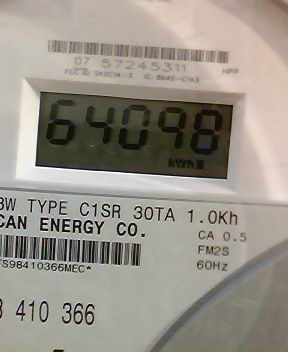 07 57245311
64098
kWh
3W TYPE C1SR 30TA 1.0Kh
CAN ENERGY CO.
CA 0.5
FM2S
60Hz
FS98410366MEC*
410 366